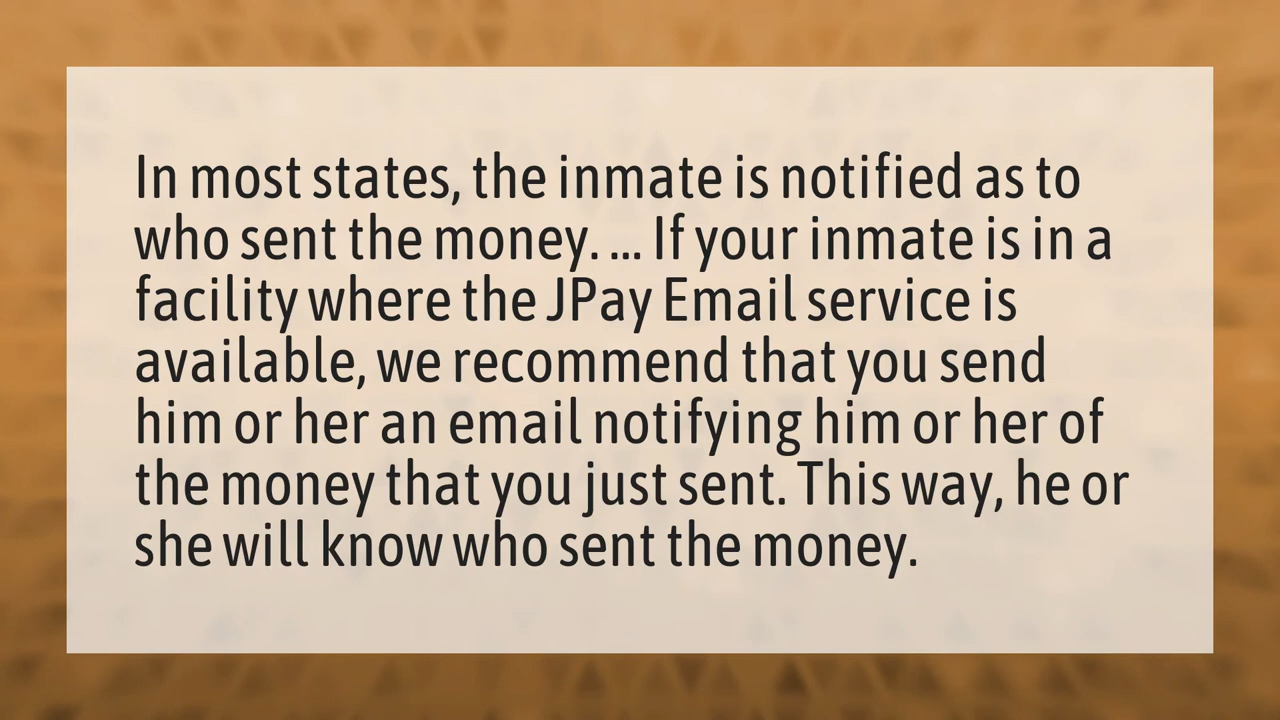 In most states, the inmate is notified as to
who sent the money. ... If your inmate is in a
facility where the JPay Email service is
available, we recommend that you send
him or her an email notifying him or her of
the money that you just sent. This way, he or
she will know who sent the money.